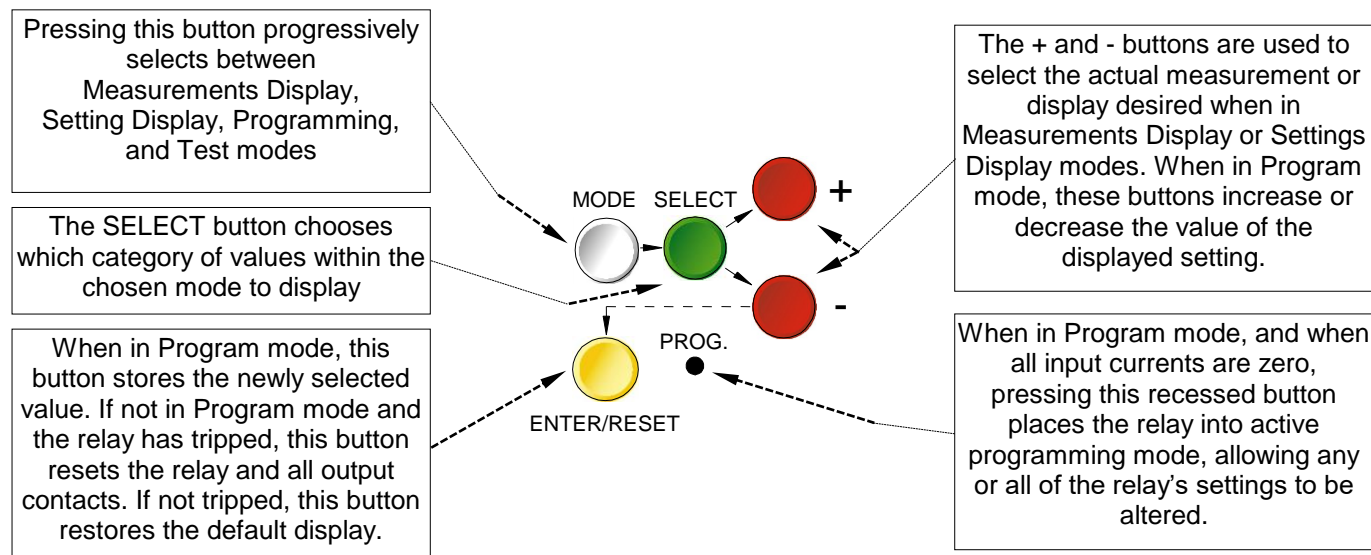 Pressing this button progressively
selects between
Measurements Display,
Setting Display, Programming,
and Test modes
The SELECT button chooses
which category of values within the
chosen mode to display
When in Program mode, this
button stores the newly selected
value. If not in Program mode and
the relay has tripped, this button
resets the relay and all output
contacts. If not tripped, this button
restores the default display.
MODE SELECT
+
-
PROG.
ENTER/RESET
The + and - buttons are used to
select the actual measurement or
display desired when in
Measurements Display or Settings
Display modes. When in Program
mode, these buttons increase or
decrease the value of the
displayed setting.
When in Program mode, and when
all input currents are zero,
pressing this recessed button
places the relay into active
programming mode, allowing any
or all of the relay’s settings to be
altered.